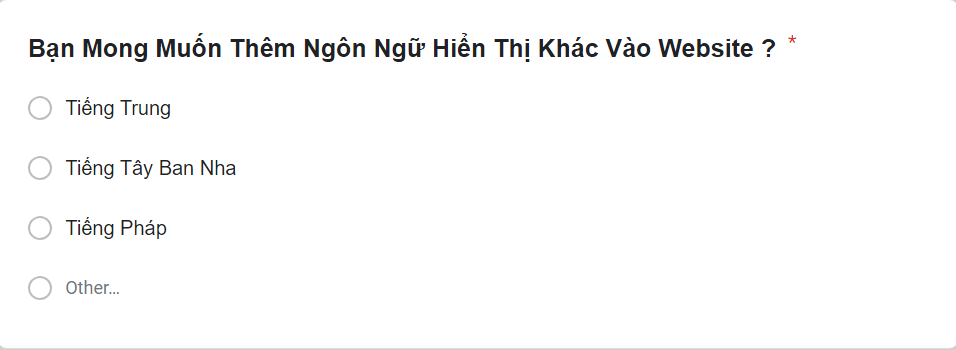 Bạn Mong Muốn Thêm Ngôn Ngữ Hiển Thị Khác Vào Website ? *
Tiếng Trung
Tiếng Tây Ban Nha
Tiếng Pháp
Other...